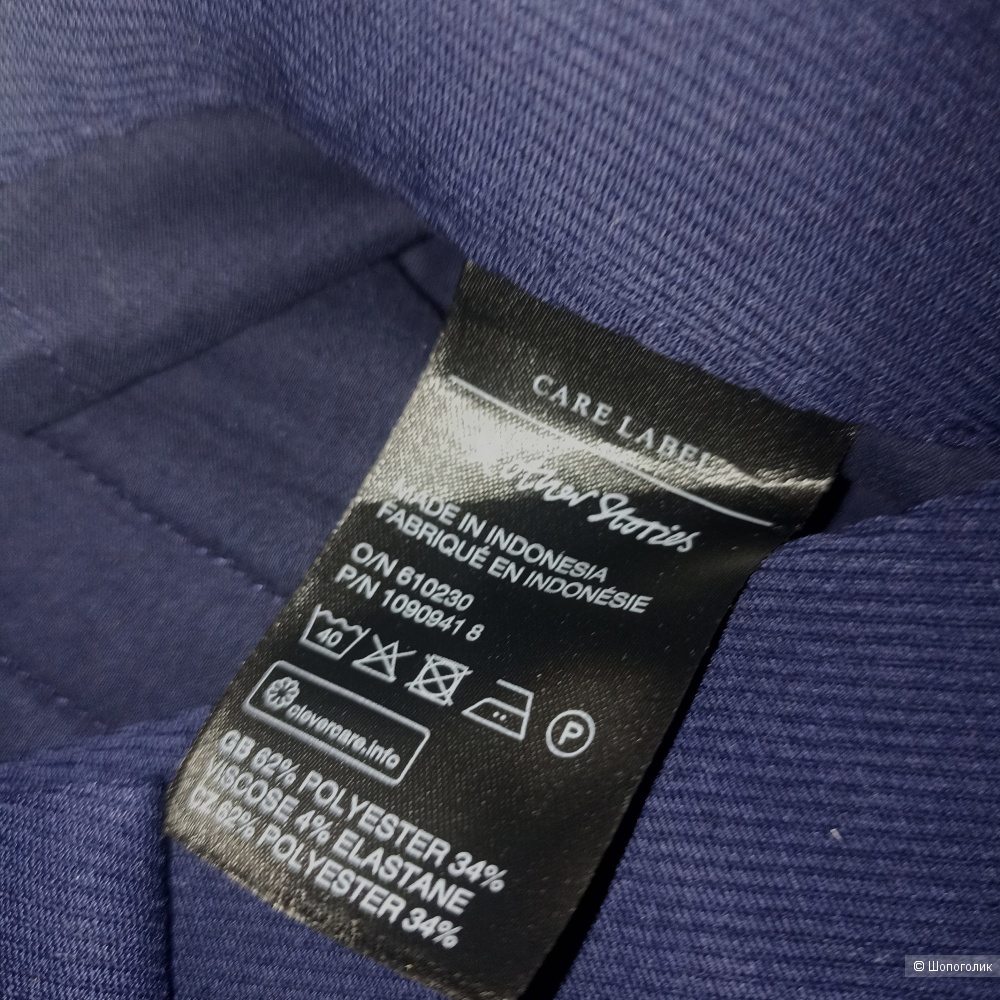 CARE LABEL
other Stories
MADE IN INDONESIA
FABRIQUÉ EN INDONÉSIE
O/N 610230
P/N 1090941 8
40
P
clevercare.info
GB 62% POLYESTER 34%
VISCOSE 4% ELASTANE
CZ 62% POLYESTER 34%
© Шопоголик